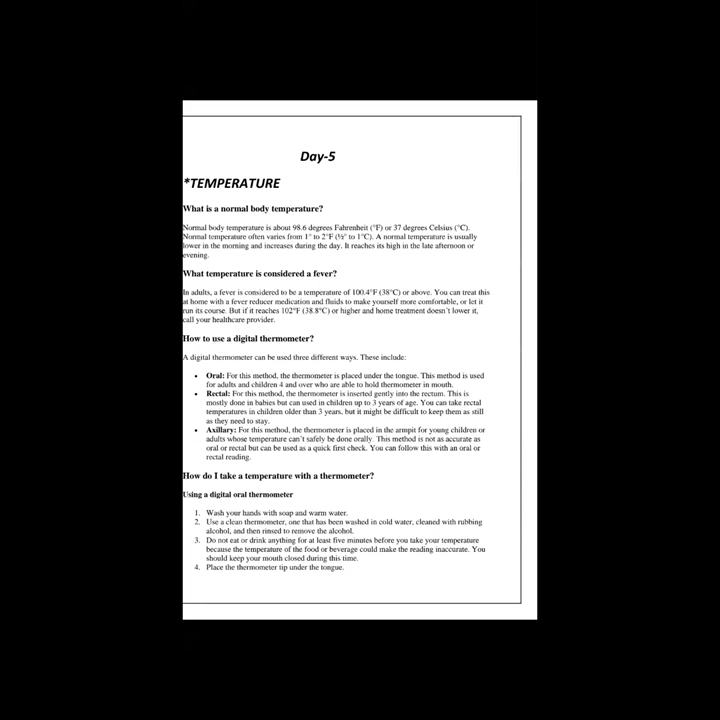 Day-5
*TEMPERATURE
What is a normal body temperature?
Normal body temperature is about 98.6 degrees Fahrenheit (°F) or 37 degrees Celsius (°C).
Normal temperature often varies from 1° to 2°F (½° to 1°C). A normal temperature is usually
lower in the morning and increases during the day. It reaches its high in the late afternoon or
evening.
What temperature is considered a fever?
In adults, a fever is considered to be a temperature of 100.4°F (38°C) or above. You can treat this
at home with a fever reducer medication and fluids to make yourself more comfortable, or let it
run its course. But if it reaches 102°F (38.8°C) or higher and home treatment doesn't lower it,
call your healthcare provider.
How to use a digital thermometer?
A digital thermometer can be used three different ways. These include:
• Oral: For this method, the thermometer is placed under the tongue. This method is used
for adults and children 4 and over who are able to hold thermometer in mouth.
• Rectal: For this method, the thermometer is inserted gently into the rectum. This is
mostly done in babies but can used in children up to 3 years of age. You can take rectal
temperatures in children older than 3 years, but it might be difficult to keep them as still
as they need to stay.
• Axillary: For this method, the thermometer is placed in the armpit for young children or
adults whose temperature can't safely be done orally. This method is not as accurate as
oral or rectal but can be used as a quick first check. You can follow this with an oral or
rectal reading.
How do I take a temperature with a thermometer?
Using a digital oral thermometer
1. Wash your hands with soap and warm water.
2. Use a clean thermometer, one that has been washed in cold water, cleaned with rubbing
alcohol, and then rinsed to remove the alcohol.
3. Do not eat or drink anything for at least five minutes before you take your temperature
because the temperature of the food or beverage could make the reading inaccurate. You
should keep your mouth closed during this time.
4. Place the thermometer tip under the tongue.